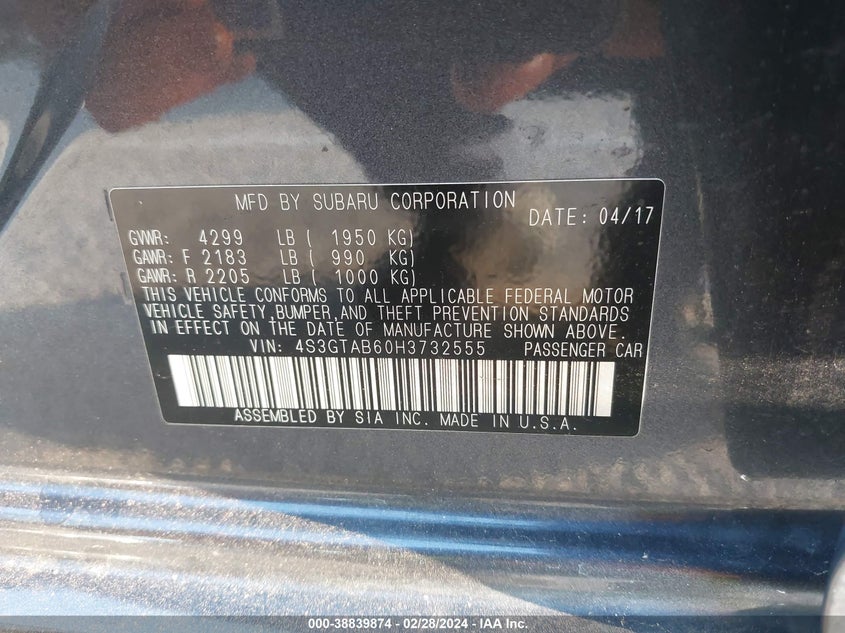 MFD BY SUBARU CORPORATION
DATE: 04/17
GVWR: 4299 LB ( 1950 KG)
GAWR: F 2183 LB ( 990 KG)
GAWR: R 2205 LB ( 1000 KG)
THIS VEHICLE CONFORMS TO ALL APPLICABLE FEDERAL MOTOR
VEHICLE SAFETY, BUMPER, AND THEFT PREVENTION STANDARDS
IN EFFECT ON THE DATE OF MANUFACTURE SHOWN ABOVE.
VIN: 4S3GTAB60H3732555 PASSENGER CAR
ASSEMBLED BY SIA INC. MADE IN U.S.A.
000-38839874 — 02/28/2024 — © IAA Inc.